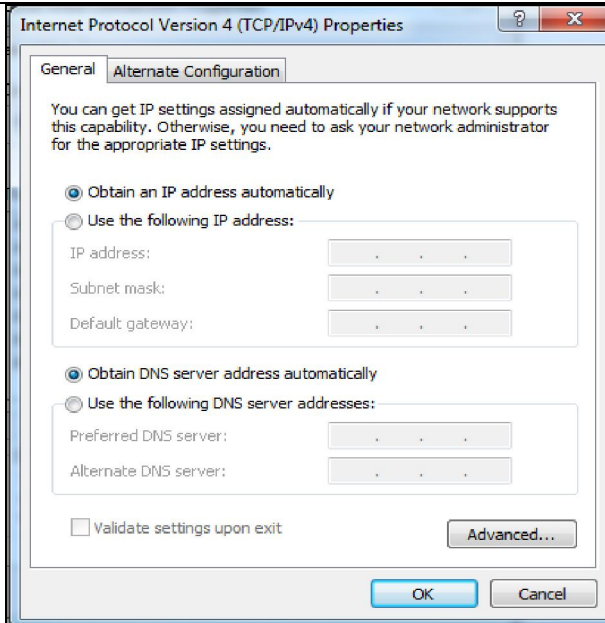 Internet Protocol Version 4 (TCP/IPv4) Properties
General
Alternate Configuration
You can get IP settings assigned automatically if your network supports
this capability. Otherwise, you need to ask your network administrator
for the appropriate IP settings.
Obtain an IP address automatically
Use the following IP address:
IP address:
Subnet mask:
Default gateway:
Obtain DNS server address automatically
Use the following DNS server addresses:
Preferred DNS server:
Alternate DNS server:
Validate settings upon exit
Advanced...
OK
Cancel